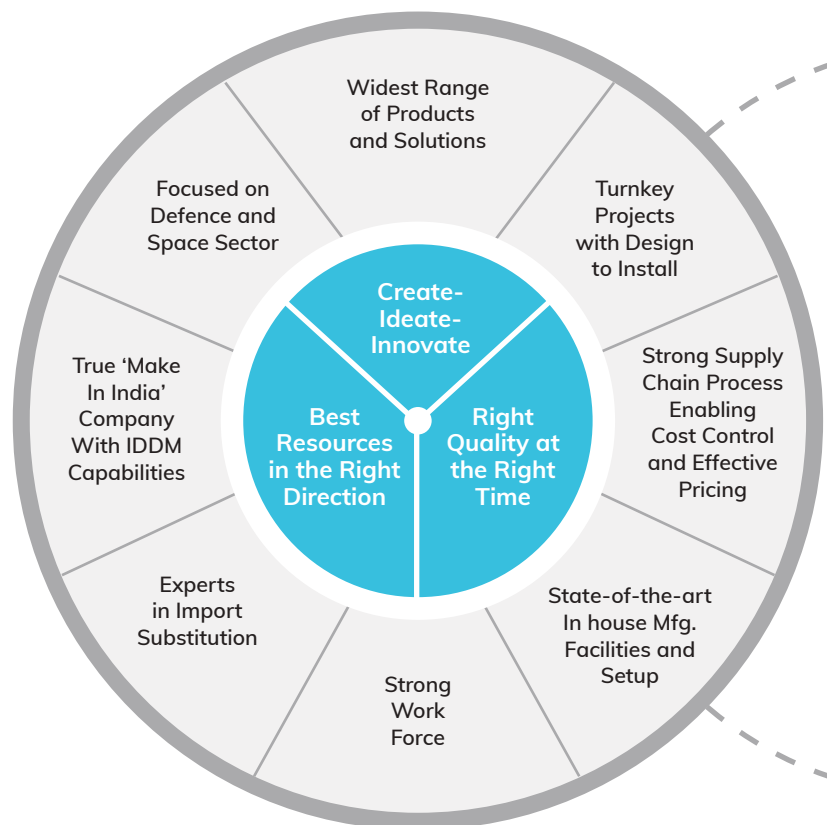 Widest Range
of Products
and Solutions
Turnkey
Projects
with Design
to Install
Strong Supply
Chain Process
Enabling
Cost Control
and Effective
Pricing
State-of-the-art
In house Mfg.
Facilities and
Setup
Strong
Work
Force
Experts
in Import
Substitution
True ‘Make
In India’
Company
With IDDM
Capabilities
Focused on
Defence and
Space Sector
Create-
Ideate-
Innovate
Right
Quality at
the Right
Time
Best
Resources
in the Right
Direction